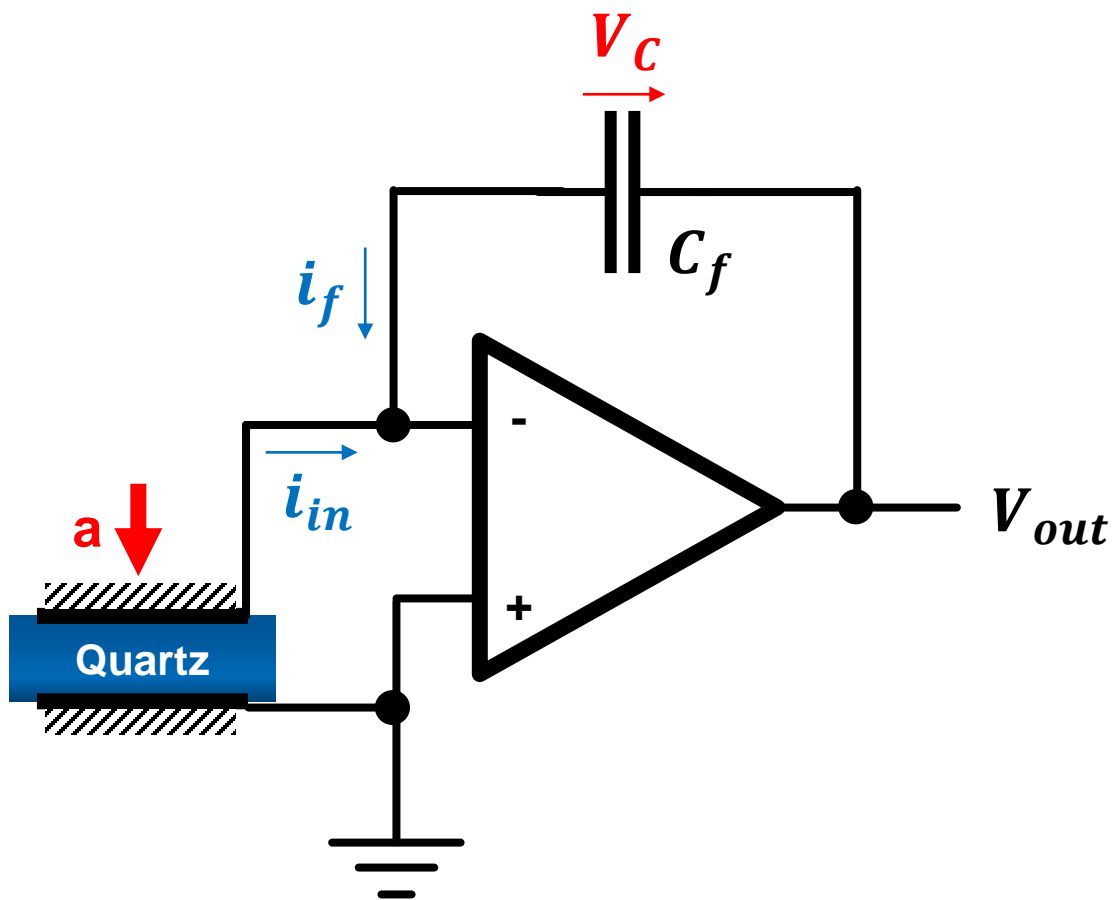 V_C
C_f
i_f
-
i_in
a
V_out
+
Quartz